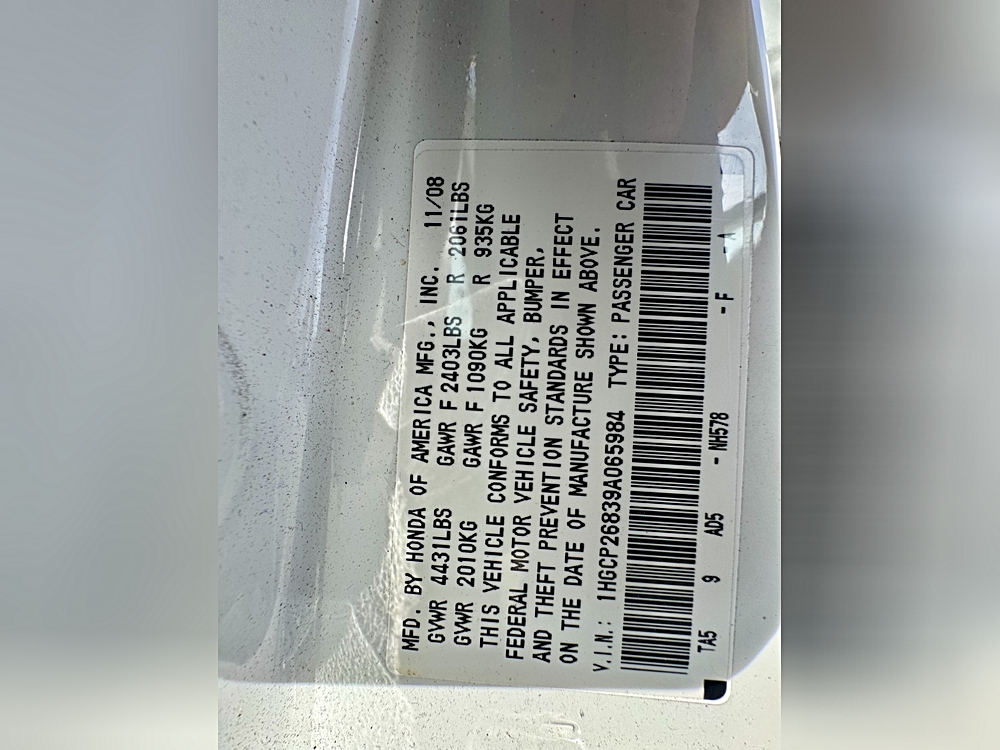 MFD. BY HONDA OF AMERICA MFG., INC. 11/08
GVWR 4431LBS GAWR F 2403LBS R 2061LBS
GVWR 2010KG GAWR F 1090KG R 935KG
THIS VEHICLE CONFORMS TO ALL APPLICABLE
FEDERAL MOTOR VEHICLE SAFETY, BUMPER,
AND THEFT PREVENTION STANDARDS IN EFFECT
ON THE DATE OF MANUFACTURE SHOWN ABOVE.
V.I.N.: 1HGCP26839A065984 TYPE: PASSENGER CAR
TA5 9 AD5 - NH578 - F - A